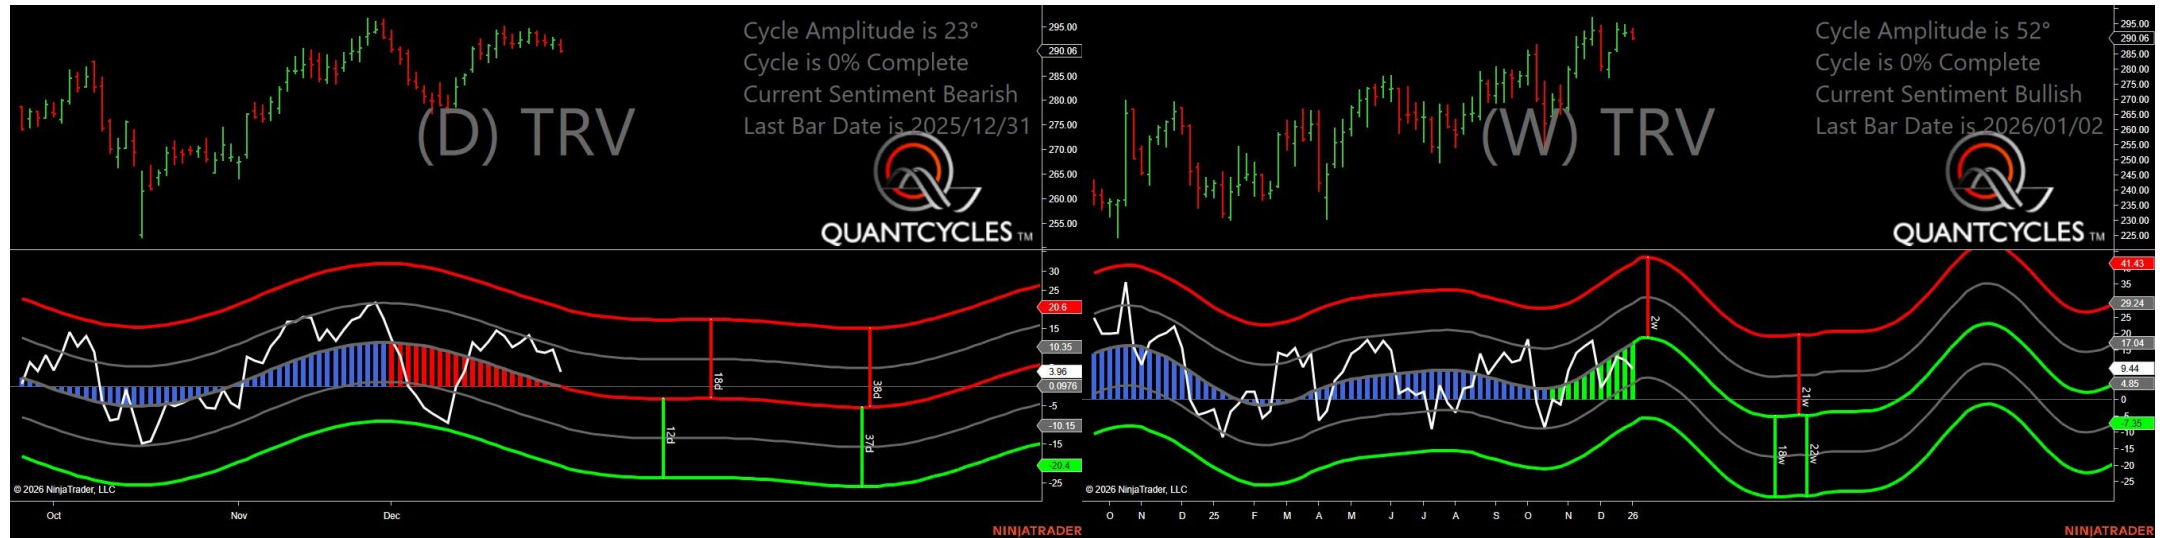 Cycle Amplitude is 23°
Cycle is 0% Complete
Current Sentiment Bearish
Last Bar Date is 2025/12/31
(D) TRV
QUANTCYCLES TM
295.00
290.06
285.00
280.00
275.00
270.00
265.00
260.00
255.00
30
25
20.6
15
10.35
3.96
0.0976
-5
-10.15
-15
-20.4
-25
18d
38d
12d
37d
© 2026 NinjaTrader, LLC
Oct Nov Dec
NINJATRADER
Cycle Amplitude is 52°
Cycle is 0% Complete
Current Sentiment Bullish
Last Bar Date is 2026/01/02
(W) TRV
QUANTCYCLES TM
295.00
290.06
285.00
280.00
275.00
270.00
265.00
260.00
255.00
250.00
245.00
240.00
235.00
230.00
225.00
41.43
35
29.24
25
20
17.04
9.44
4.85
0
-7.35
-10
-15
-20
-25
2w
21w
18w
22w
© 2026 NinjaTrader, LLC
O N D 25 F M A M J J A S O N D 26
NINJATRADER